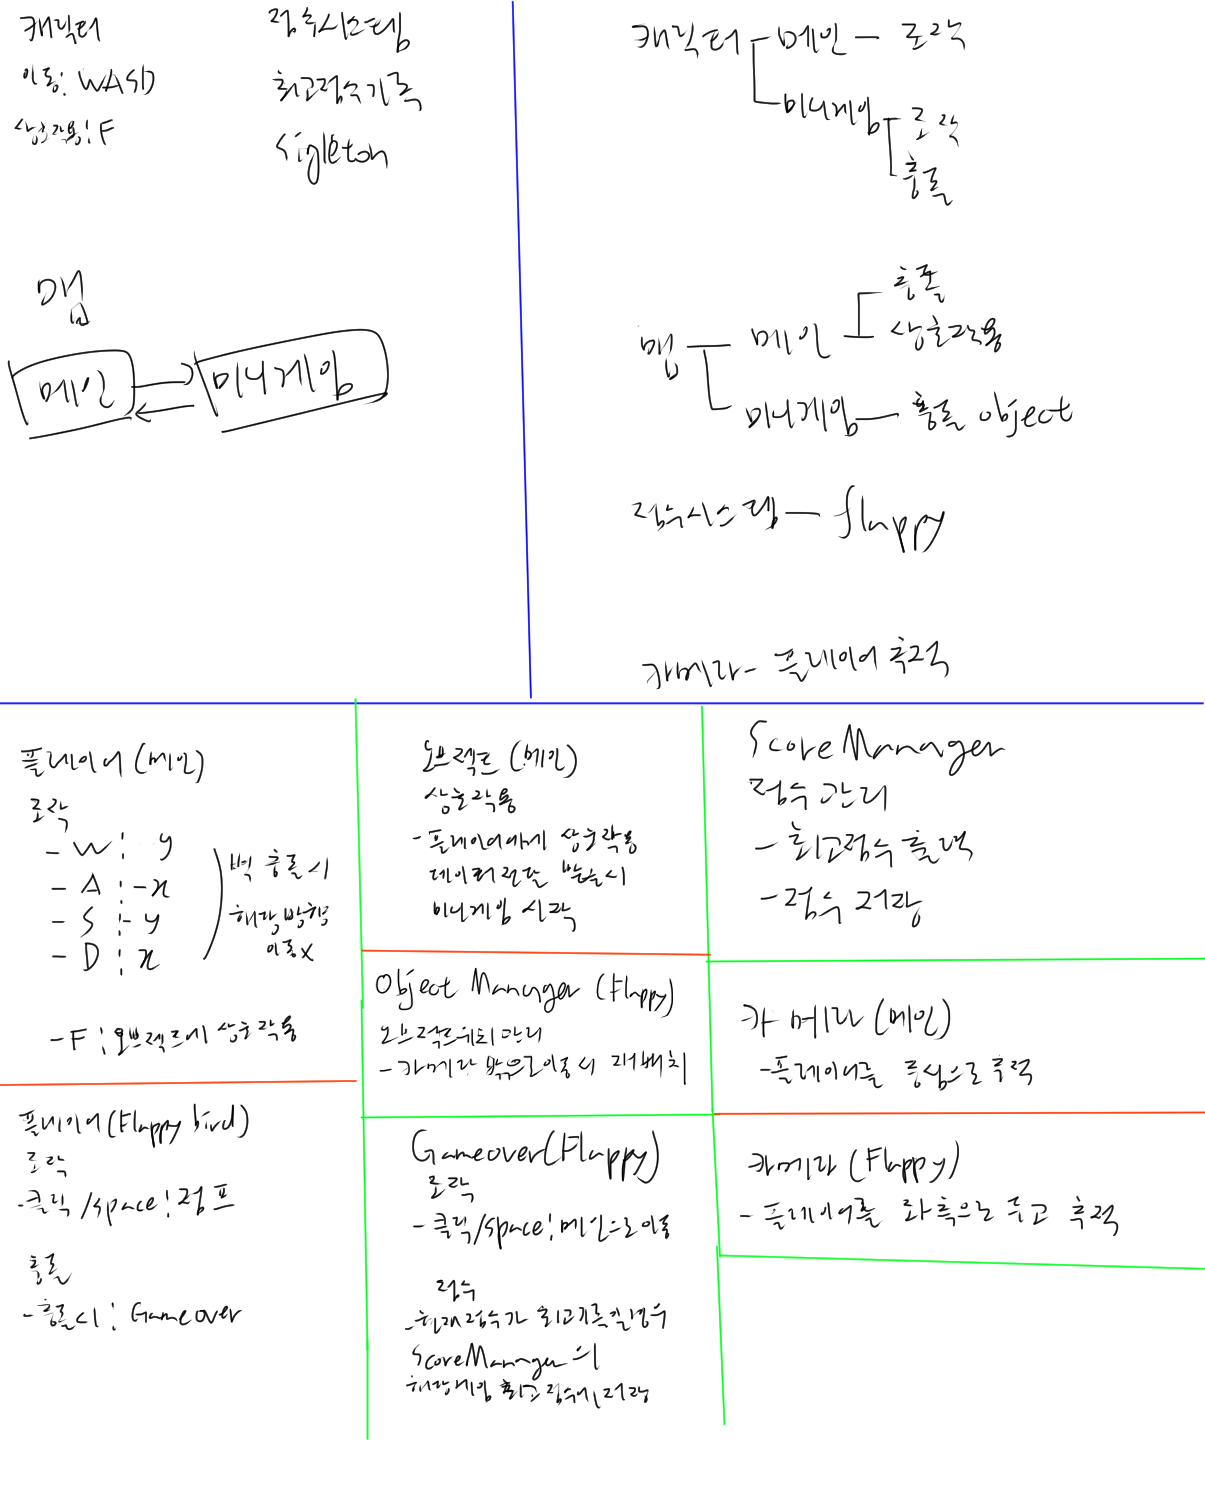 캐릭터
이동: WASD
상호작용: F
점수시스템
최고점수기록
sigleton
맵
메인
미니게임
캐릭터 - 메인 - 조작
미니게임 - 조작
충돌
맵 - 메인 - 충돌
상호작용
미니게임 - 충돌 object
점수시스템 - flappy
카메라 - 플레이어 추적
플레이어 (메인)
조작
- W : y
- A : -x
- S : -y
- D : x
벽 충돌 시
해당 방향
이동x
- F : 오브젝트에 상호작용
플레이어 (Flappy bird)
조작
- 클릭/space : 점프
충돌
- 충돌시 : Gameover
오브젝트 (메인)
상호작용
- 플레이어에게 상호작용
데이터 전달 받을시
미니게임 시작
Object Manager (Flappy)
오브젝트 위치 관리
- 카메라 밖으로 이동 시 재배치
Gameover (Flappy)
조작
- 클릭/space : 메인으로 이동
점수
- 현재점수가 최고기록일경우
ScoreManager의
해당게임 최고점수에 저장
ScoreManager
점수 관리
- 최고점수 출력
- 점수 저장
카메라 (메인)
- 플레이어를 중심으로 추적
카메라 (Flappy)
- 플레이어를 좌측으로 두고 추적